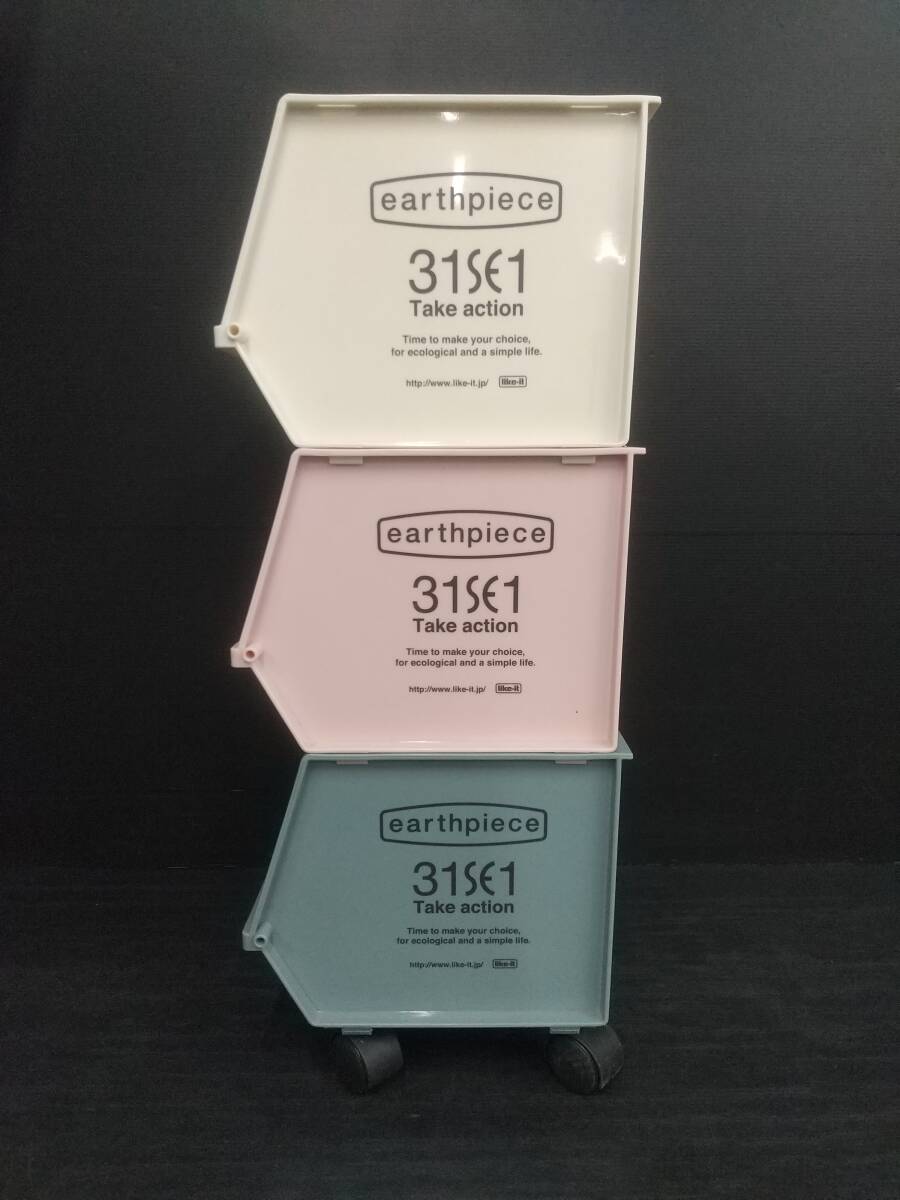 earthpiece
31SE1
Take action
Time to make your choice,
for ecological and a simple life.
http://www.like-it.jp/ like-it
earthpiece
31SE1
Take action
Time to make your choice,
for ecological and a simple life.
http://www.like-it.jp/ like-it
earthpiece
31SE1
Take action
Time to make your choice,
for ecological and a simple life.
http://www.like-it.jp/ like-it